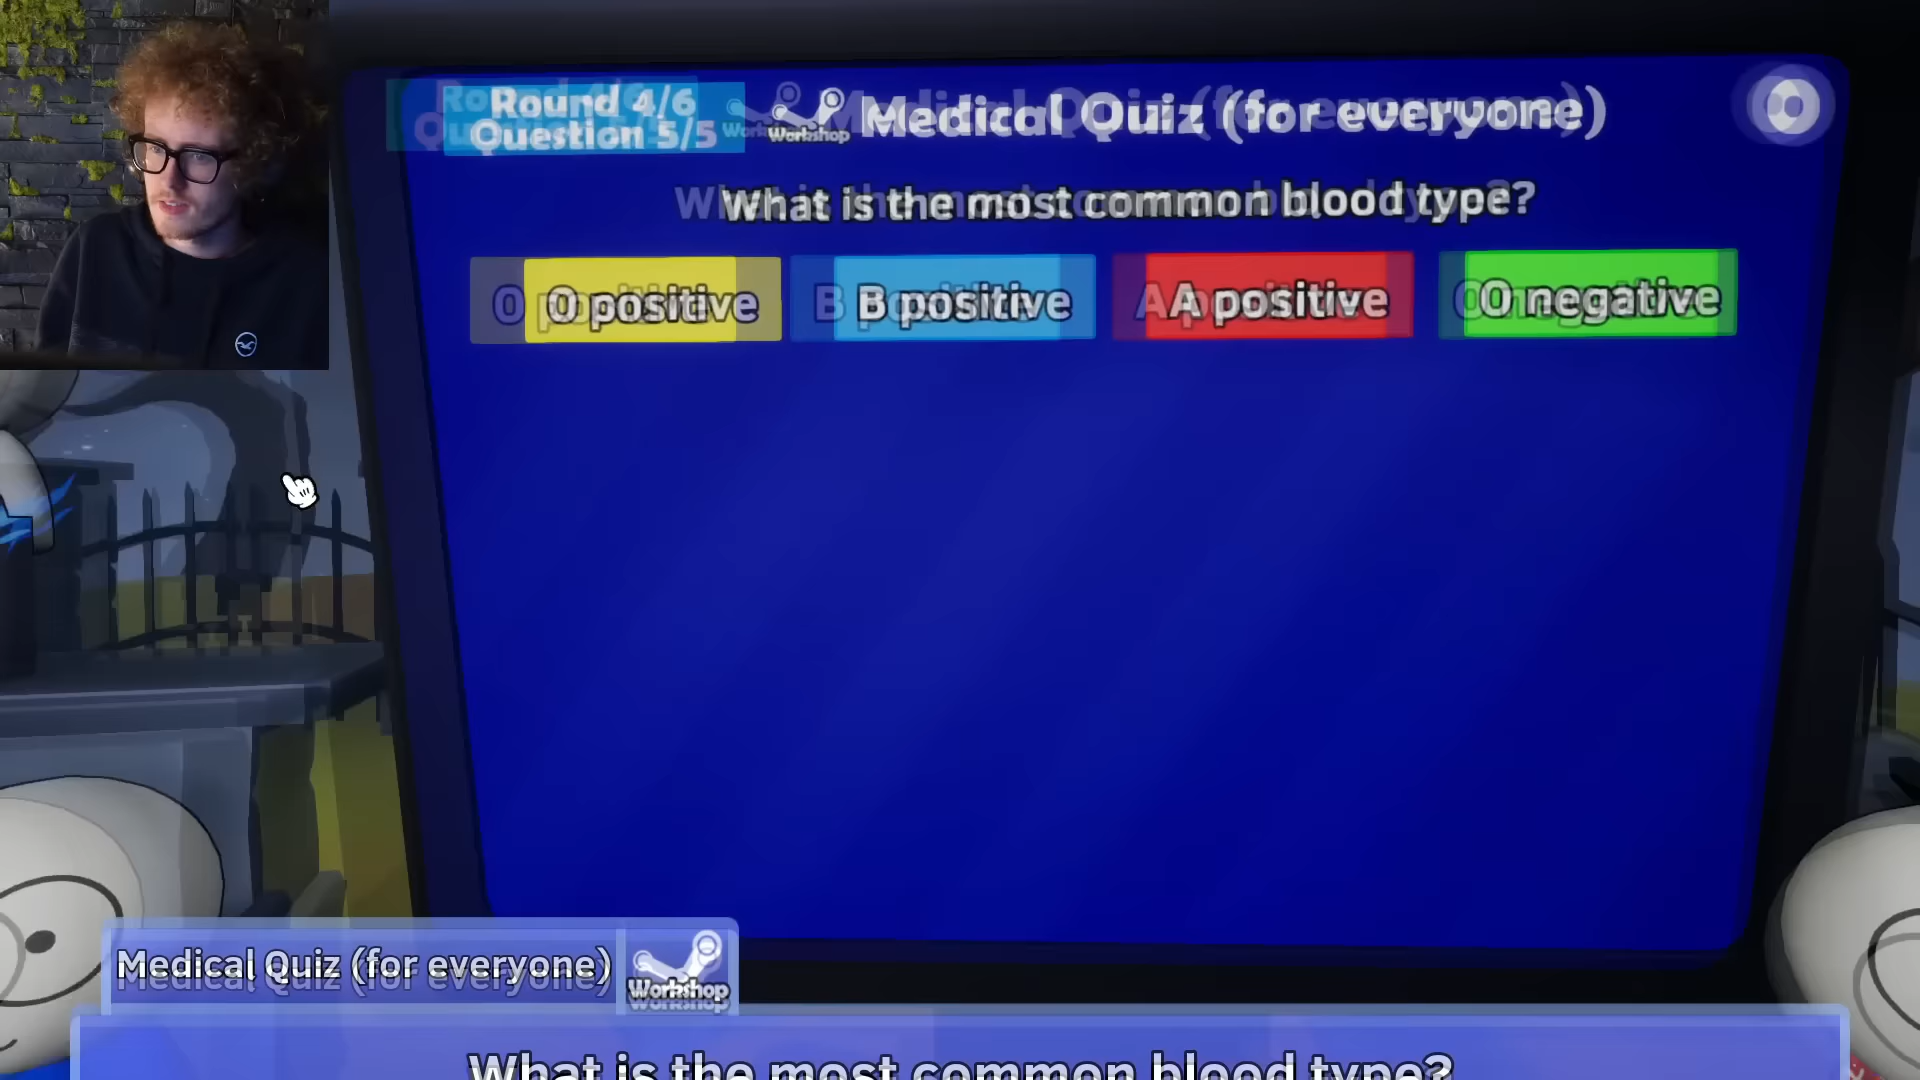 Round 4/6
Question 5/5
Workshop
Medical Quiz (for everyone)
What is the most common blood type?
O positive
B positive
A positive
O negative
Medical Quiz (for everyone)
Workshop
What is the most common blood type?